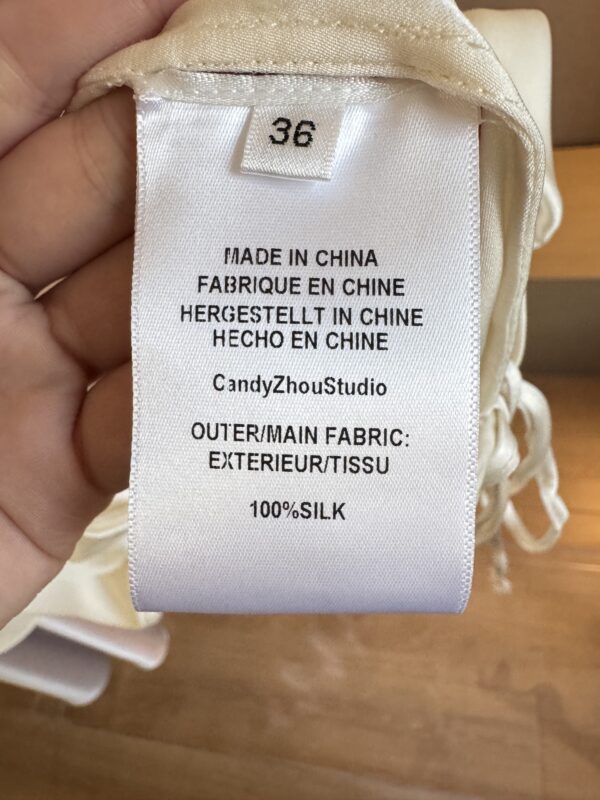 36
MADE IN CHINA
FABRIQUE EN CHINE
HERGESTELLT IN CHINE
HECHO EN CHINE
CandyZhouStudio
OUTER/MAIN FABRIC:
EXTERIEUR/TISSU
100%SILK